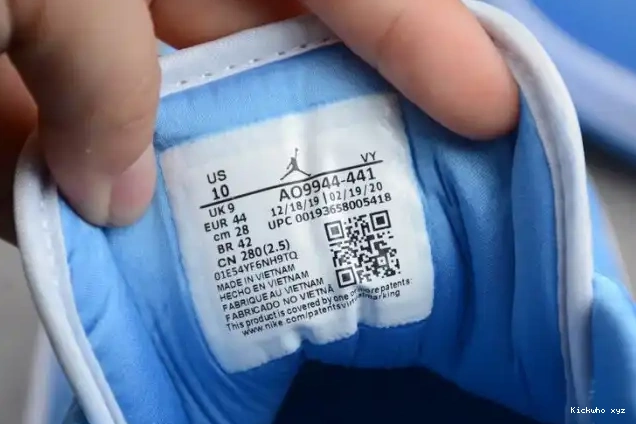 US
10
VY
AO9944-441
UK 9
12/18/19 | 02/19/20
EUR 44
UPC 00193658005418
cm 28
BR 42
CN 280(2.5)
01E54YF6NH9TQ
MADE IN VIETNAM
HECHO EN VIETNAM
FABRIQUE AU VIETNAM
FABRICADO NO VIETNÃ
This product is covered by one or more patents:
www.nike.com/patentsvirtualmarking
Kickwho xyz